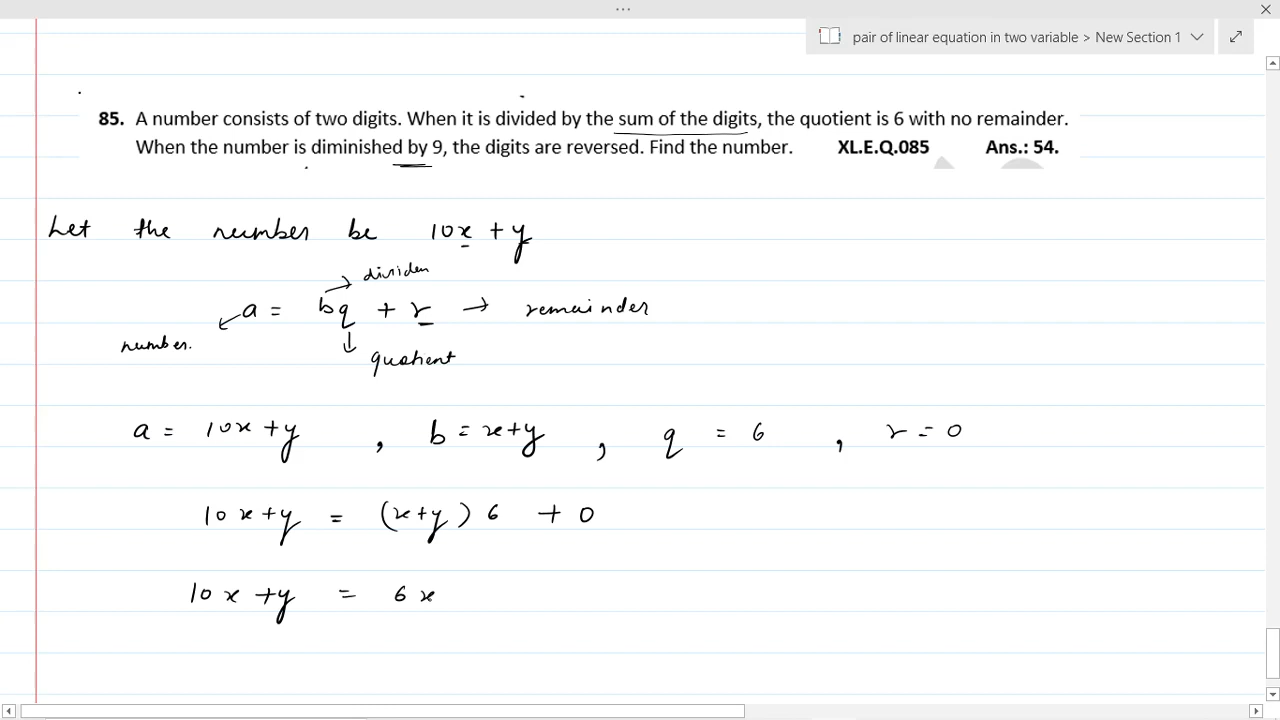 pair of linear equation in two variable > New Section 1
85. A number consists of two digits. When it is divided by the sum of the digits, the quotient is 6 with no remainder.
When the number is diminished by 9, the digits are reversed. Find the number. XL.E.Q.085 Ans.: 54.
Let the number be 10x + y
dividen
a = bq + r → remainder
number.
quotient
a = 10x + y , b = x+y , q = 6 , r = 0
10x + y = (x+y) 6 + 0
10x + y = 6x